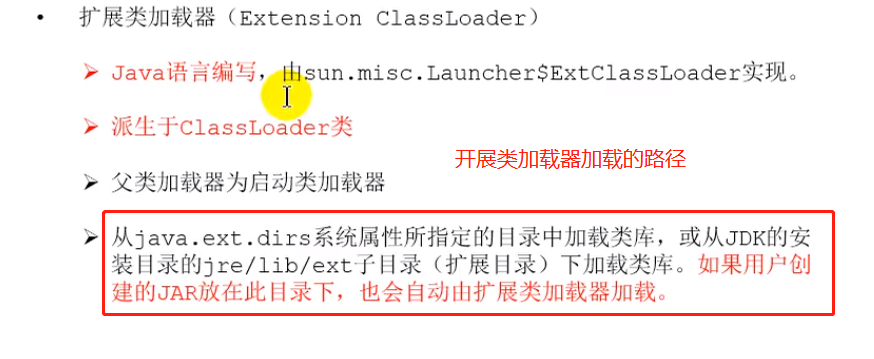 • 扩展类加载器（Extension ClassLoader）
➢ Java语言编写，由sun.misc.Launcher$ExtClassLoader实现。
➢ 派生于ClassLoader类
开展类加载器加载的路径
➢ 父类加载器为启动类加载器
➢ 从java.ext.dirs系统属性所指定的目录中加载类库，或从JDK的安
装目录的jre/lib/ext子目录（扩展目录）下加载类库。如果用户创
建的JAR放在此目录下，也会自动由扩展类加载器加载。